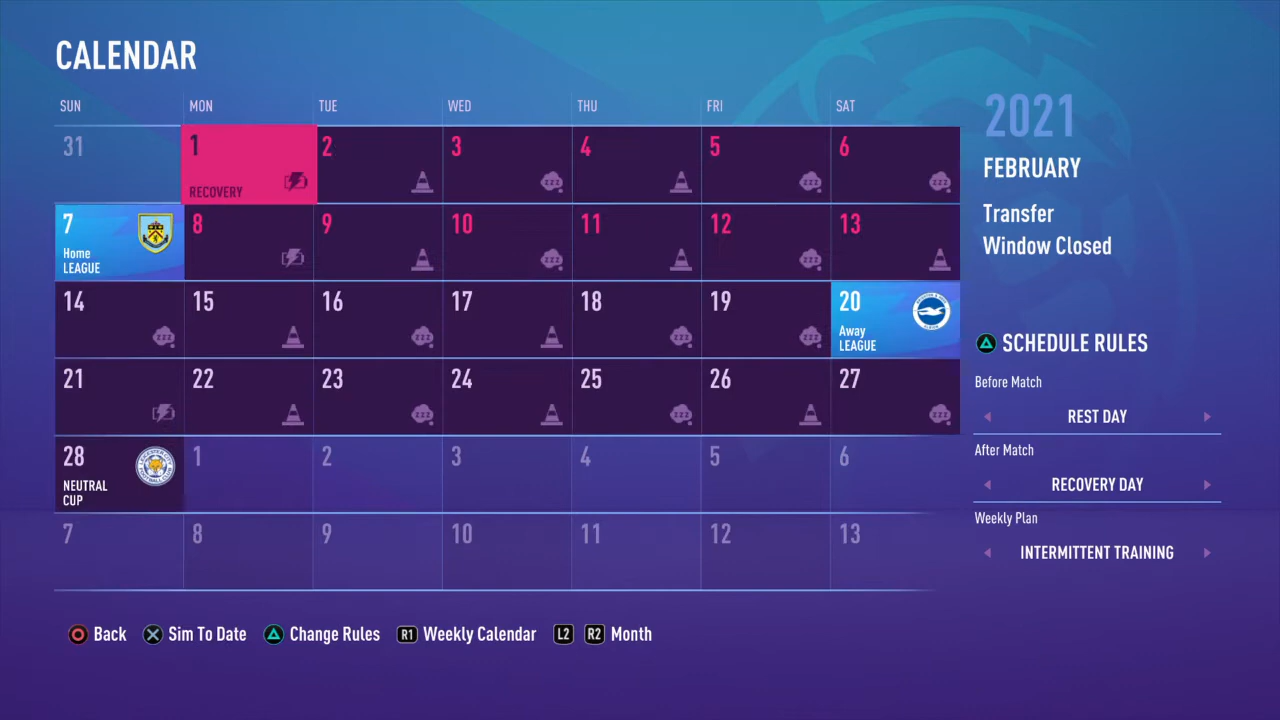 CALENDAR
SUN MON TUE WED THU FRI SAT
31 1 2 3 4 5 6
RECOVERY
7 8 9 10 11 12 13
Home
LEAGUE
14 15 16 17 18 19 20
Away
LEAGUE
21 22 23 24 25 26 27
28 1 2 3 4 5 6
NEUTRAL
CUP
7 8 9 10 11 12 13
2021
FEBRUARY
Transfer
Window Closed
SCHEDULE RULES
Before Match
REST DAY
After Match
RECOVERY DAY
Weekly Plan
INTERMITTENT TRAINING
Back Sim To Date Change Rules R1 Weekly Calendar L2 R2 Month